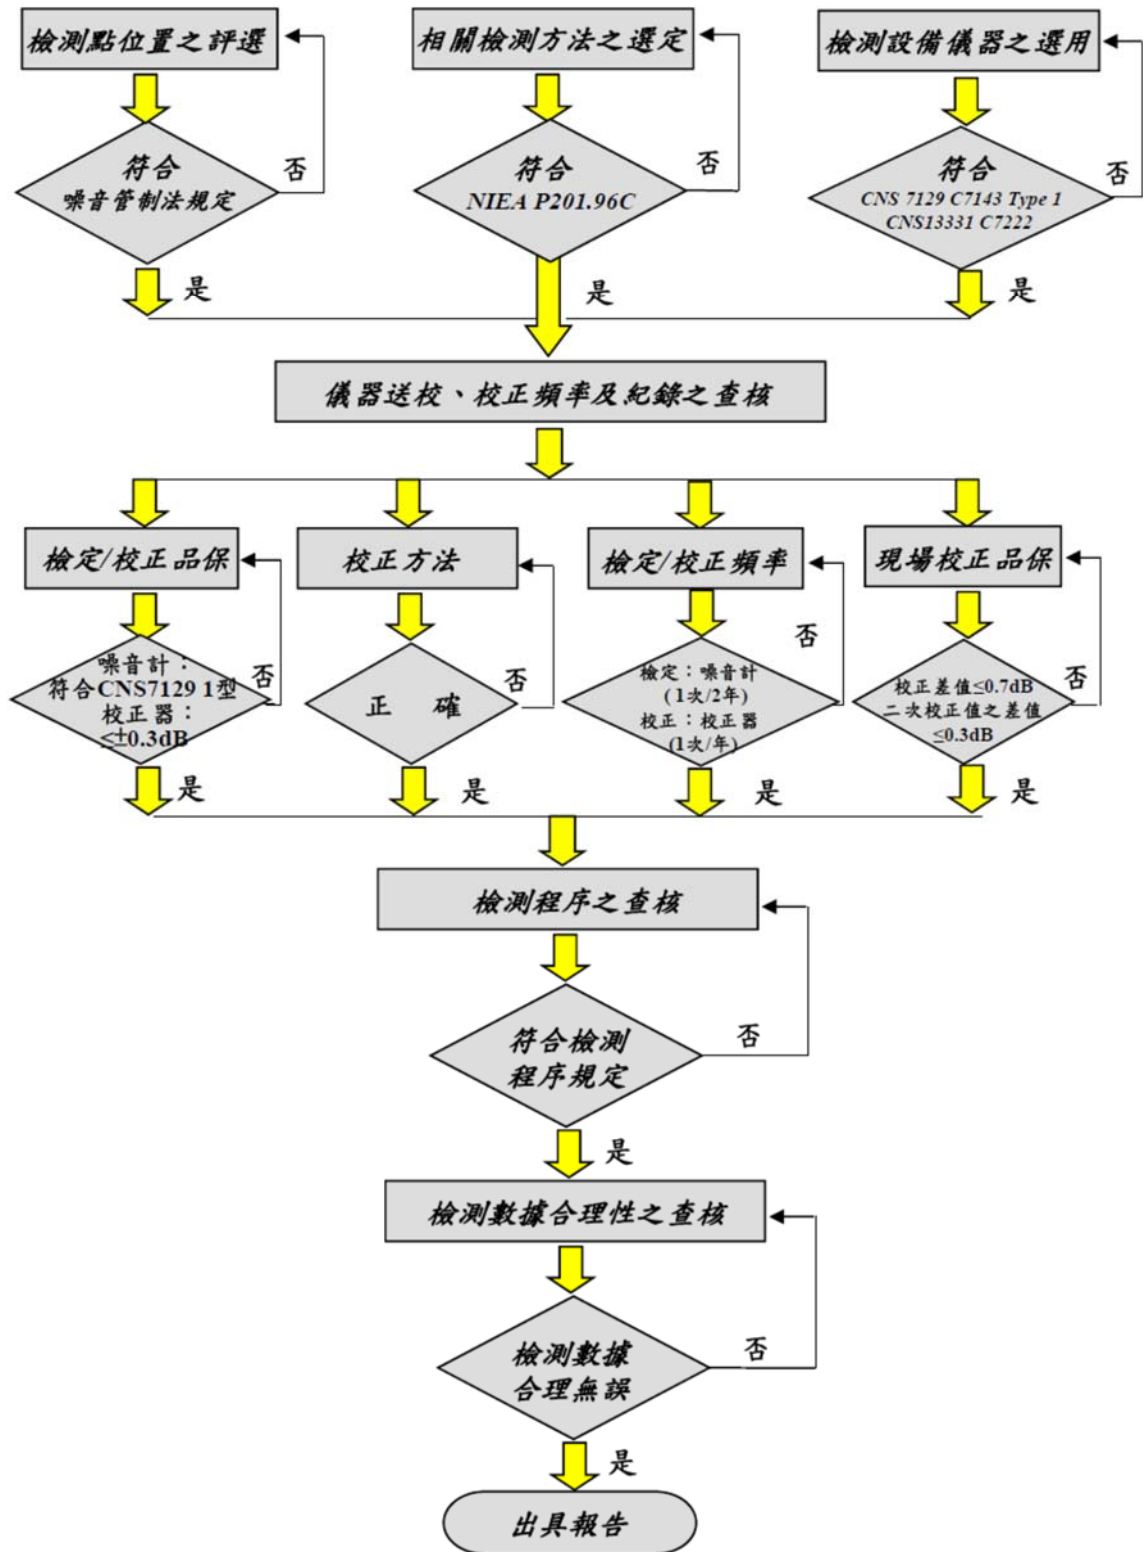 檢測點位置之評選
相關檢測方法之選定
檢測設備儀器之選用
符合
噪音管制法規定
否
符合
NIEA P201.96C
否
符合
CNS 7129 C7143 Type 1
CNS13331 C7222
否
是
是
是
儀器送校、校正頻率及紀錄之查核
檢定/校正品保
校正方法
檢定/校正頻率
現場校正品保
噪音計：
符合CNS7129 1型
校正器：
≤±0.3dB
否
正 確
否
檢定：噪音計
(1次/2年)
校正：校正器
(1次/年)
否
校正差值≤0.7dB
二次校正值之差值
≤0.3dB
否
是
是
是
是
檢測程序之查核
符合檢測
程序規定
否
是
檢測數據合理性之查核
檢測數據
合理無誤
否
是
出具報告